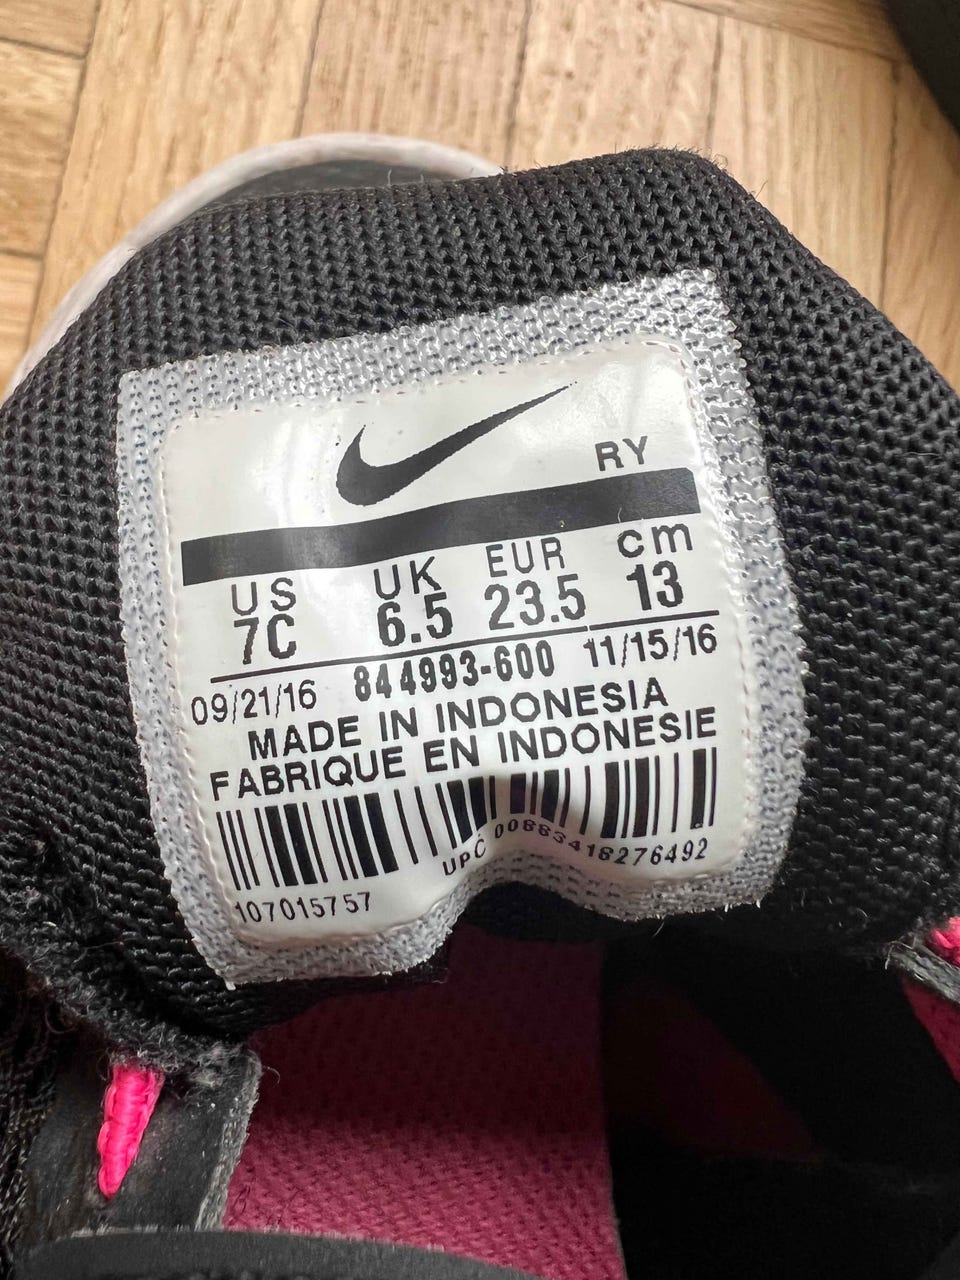 RY
US UK EUR cm
7C 6.5 23.5 13
09/21/16 844993-600 11/15/16
MADE IN INDONESIA
FABRIQUE EN INDONESIE
UPC 00883418276492
107015757